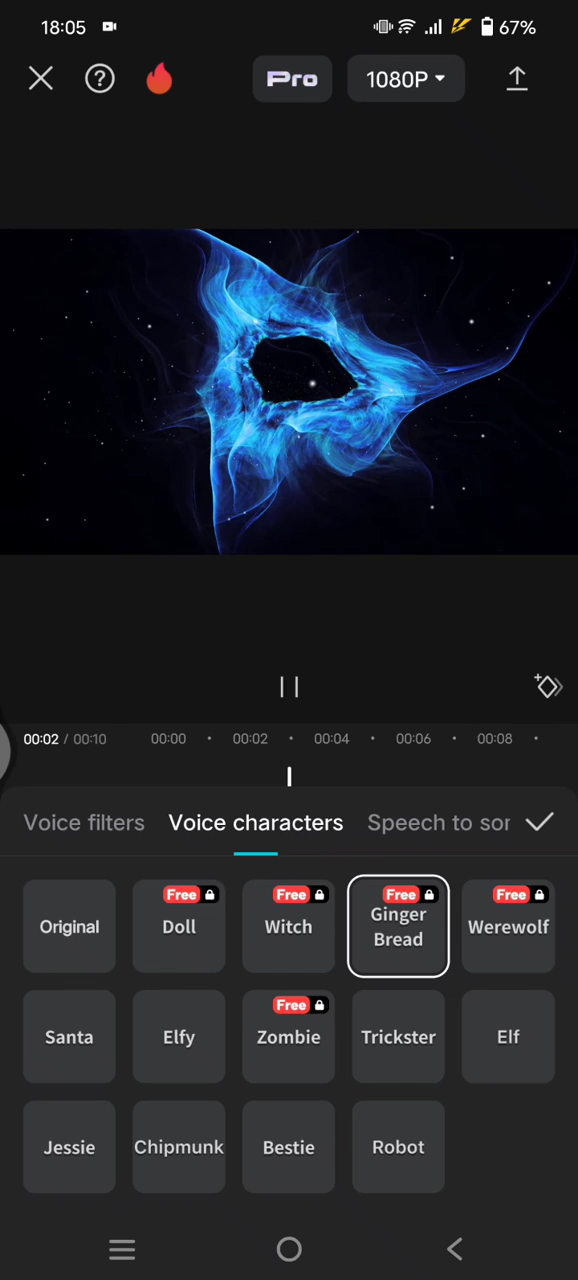 18:05
67%
Pro
1080P
00:02 / 00:10
00:00
00:02
00:04
00:06
00:08
Voice filters
Voice characters
Speech to sor
Original
Free
Doll
Free
Witch
Free
Ginger
Bread
Free
Werewolf
Santa
Elfy
Free
Zombie
Trickster
Elf
Jessie
Chipmunk
Bestie
Robot